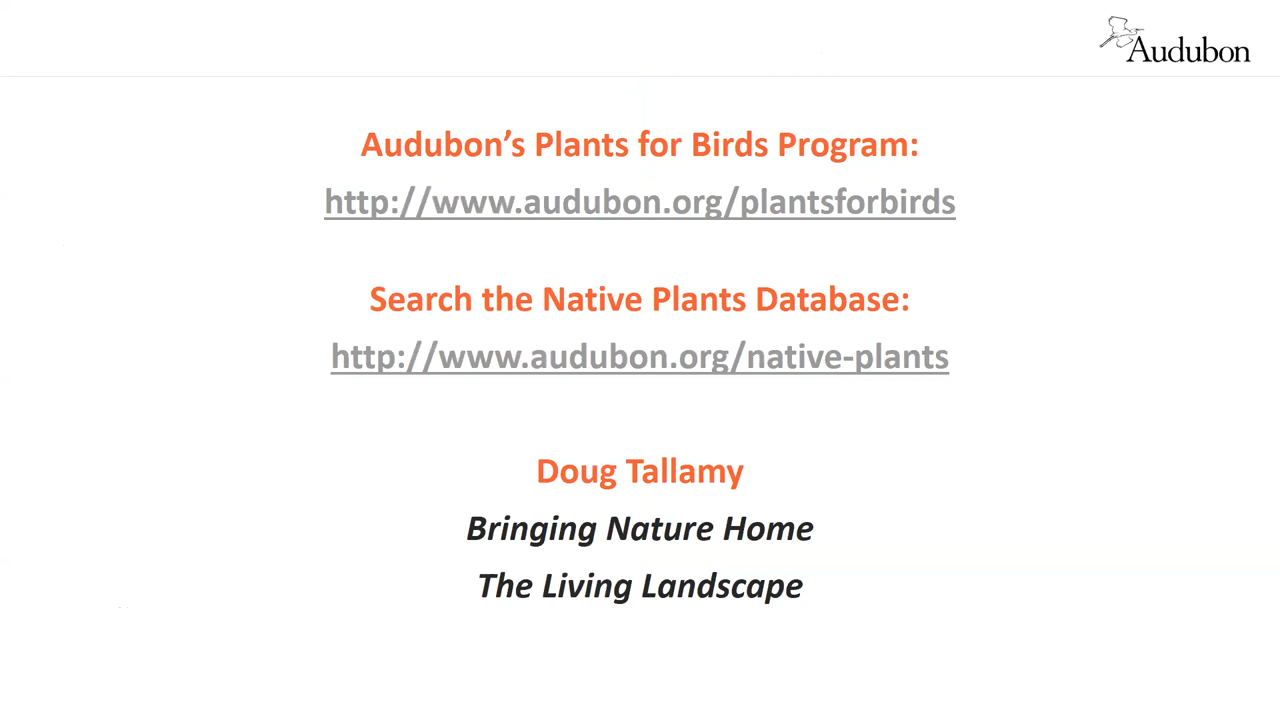 Audubon
Audubon’s Plants for Birds Program:
http://www.audubon.org/plantsforbirds
Search the Native Plants Database:
http://www.audubon.org/native-plants
Doug Tallamy
Bringing Nature Home
The Living Landscape